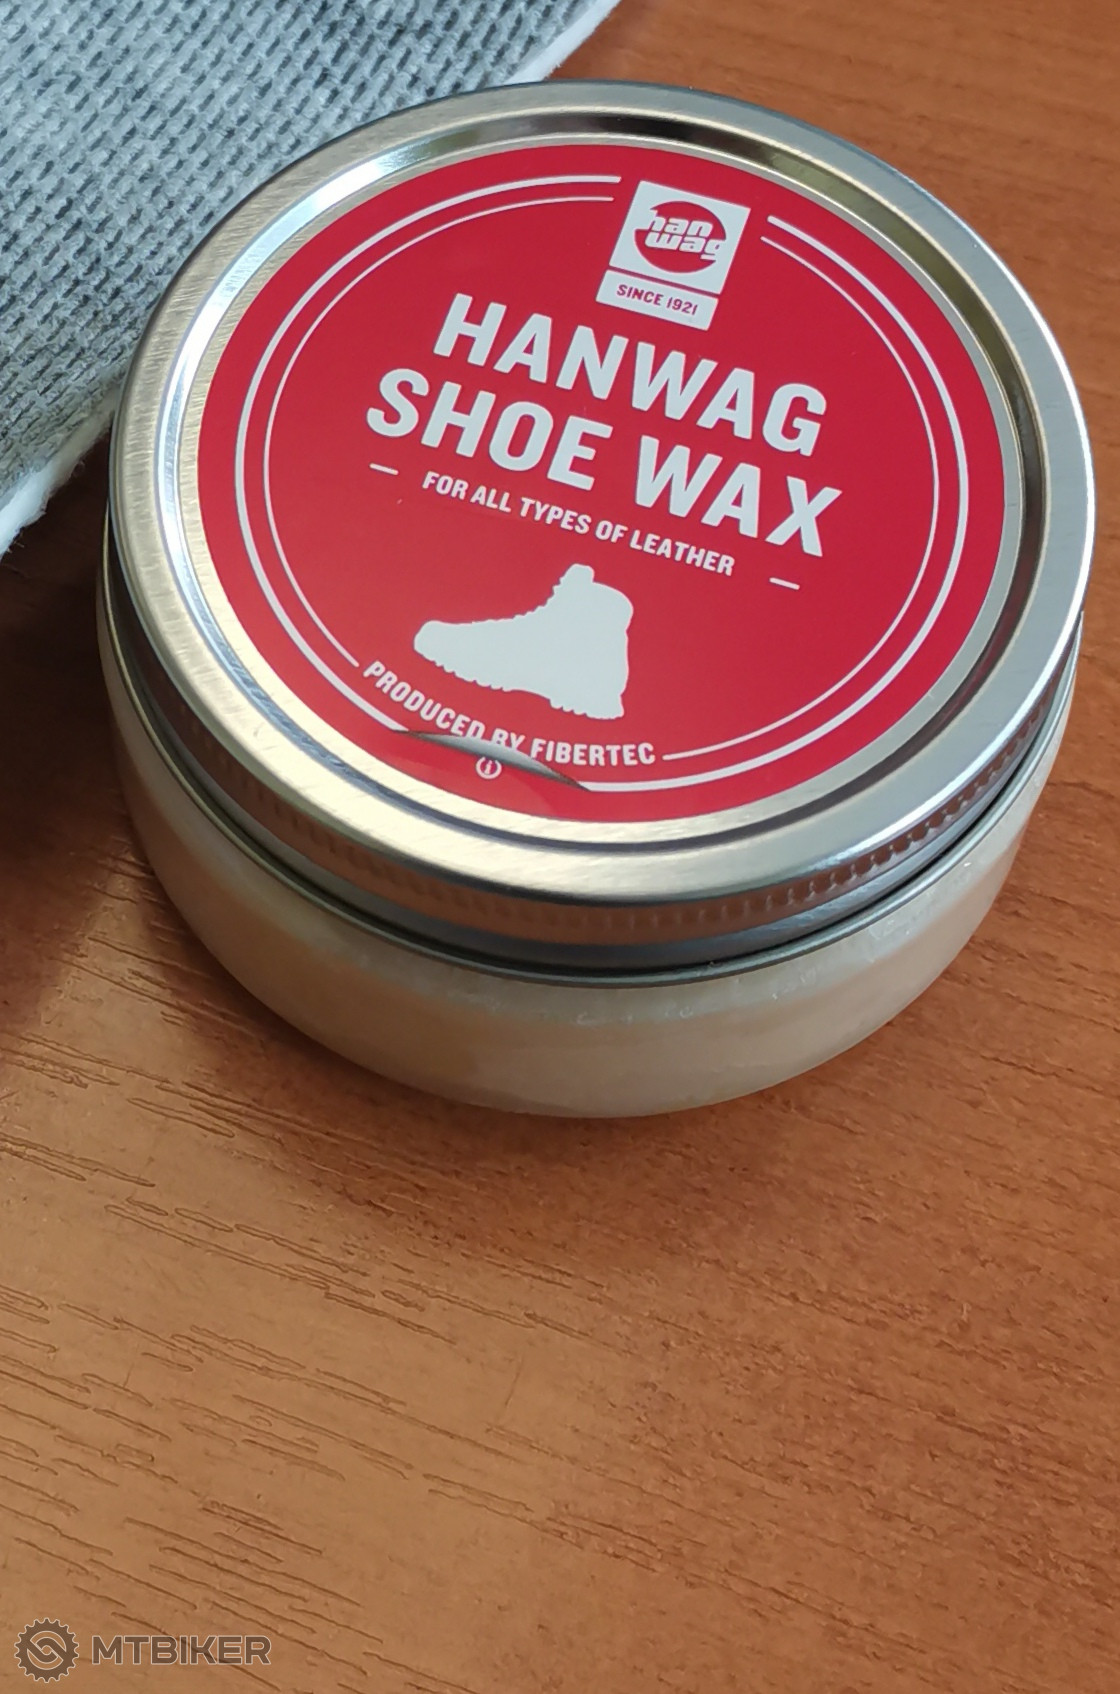 han
wag
SINCE 1921
HANWAG
SHOE WAX
FOR ALL TYPES OF LEATHER
PRODUCED BY FIBERTEC
MTBIKER